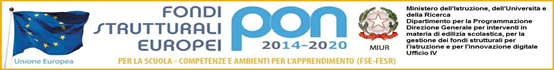 Unione Europea
FONDI
STRUTTURALI
EUROPEI
pon
2014-2020
MIUR
Ministero dell'Istruzione, dell'Università e
della Ricerca
Dipartimento per la Programmazione
Direzione Generale per interventi in
materia di edilizia scolastica, per la
gestione dei fondi strutturali per
l'istruzione e per l'innovazione digitale
Ufficio IV
PER LA SCUOLA - COMPETENZE E AMBIENTI PER L'APPRENDIMENTO (FSE-FESR)